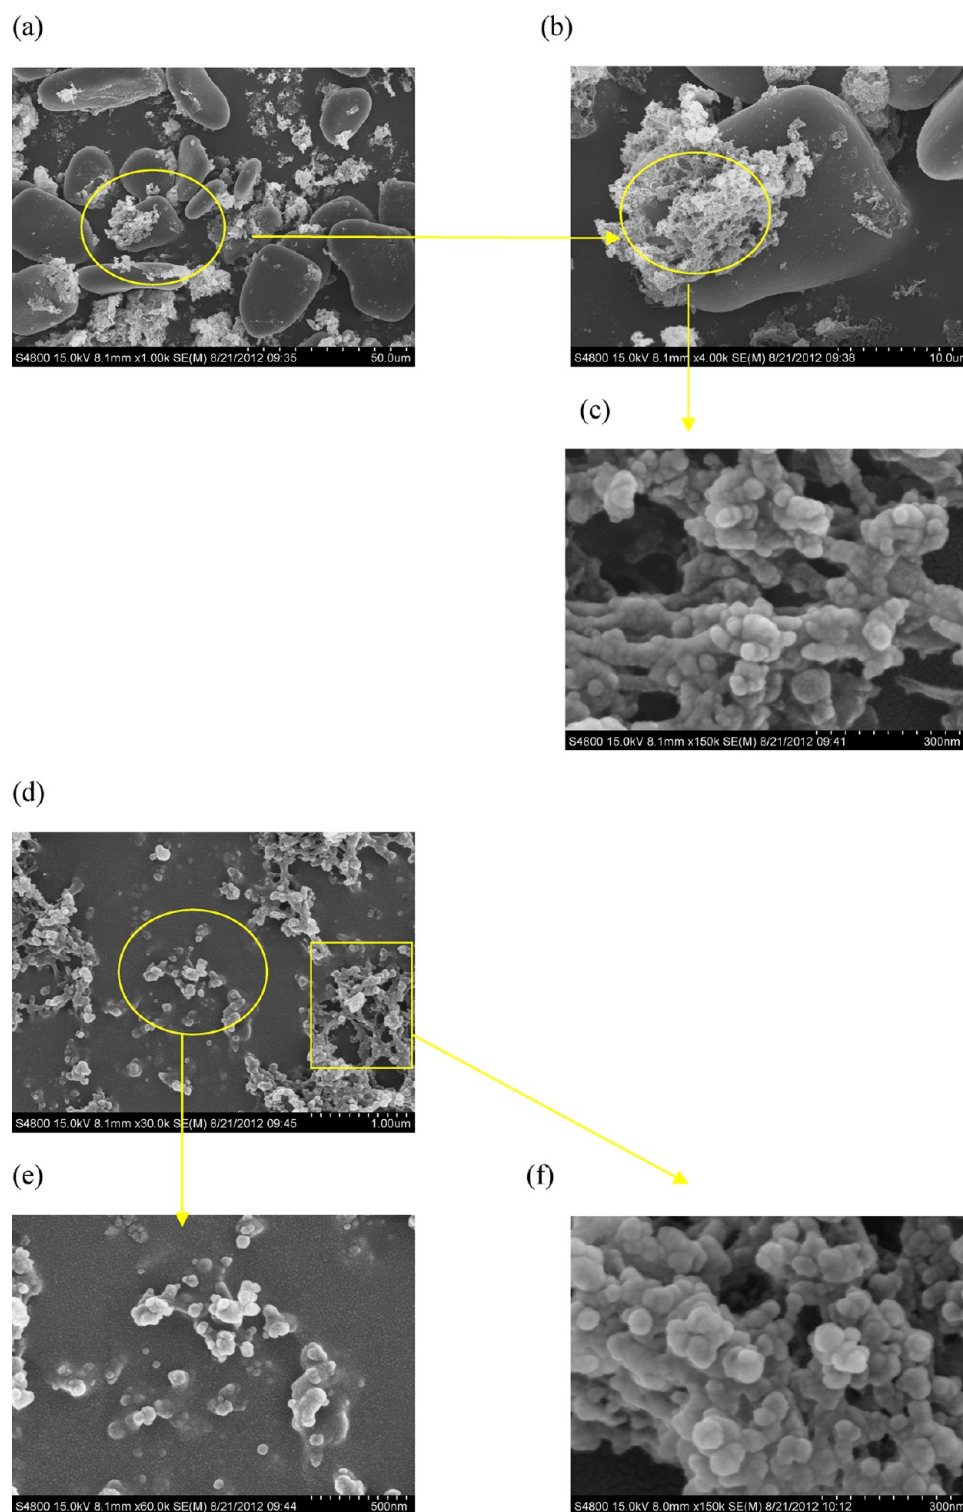 (a)
(b)
S4800 15.0kV 8.1mm x1.00k SE(M) 8/21/2012 09:35 50.0um
S4800 15.0kV 8.1mm x4.00k SE(M) 8/21/2012 09:38 10.0um
(c)
S4800 15.0kV 8.1mm x150k SE(M) 8/21/2012 09:41 300nm
(d)
S4800 15.0kV 8.1mm x30.0k SE(M) 8/21/2012 09:45 1.00um
(e)
(f)
S4800 15.0kV 8.1mm x60.0k SE(M) 8/21/2012 09:44 500nm
S4800 15.0kV 8.0mm x150k SE(M) 8/21/2012 10:12 300nm